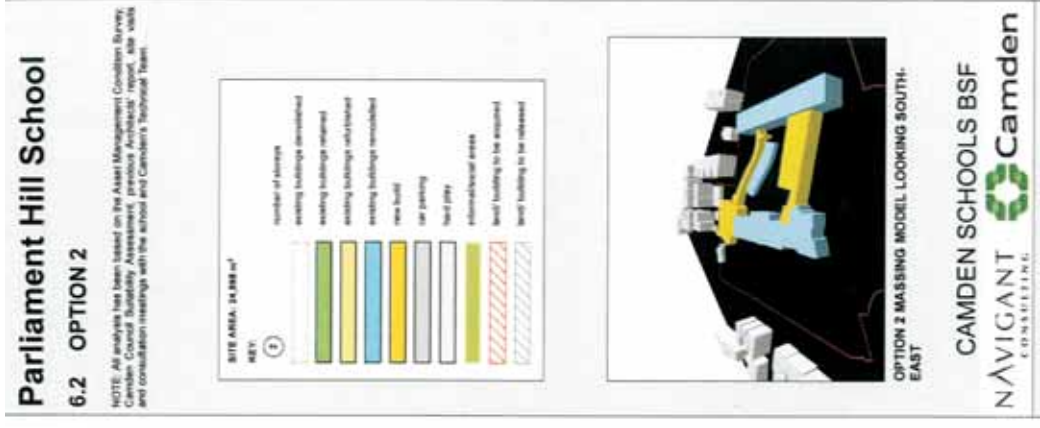 Parliament Hill School
6.2 OPTION 2
NOTE: All analysis has been based on the Asset Management Condition Survey,
Camden Council Suitability Assessment, previous Architects' report, site visits
and consultation meetings with the school and Camden's Technical Team
SITE AREA:
KEY:
2
number of storeys
existing buildings demolished
existing buildings retained
existing buildings refurbished
existing buildings remodelled
new build
car parking
hard play
informal/social areas
land/ building to be acquired
land/ building to be released
OPTION 2 MASSING MODEL LOOKING SOUTH-
EAST
CAMDEN SCHOOLS BSF
NAVIGANT
CONSULTING
Camden